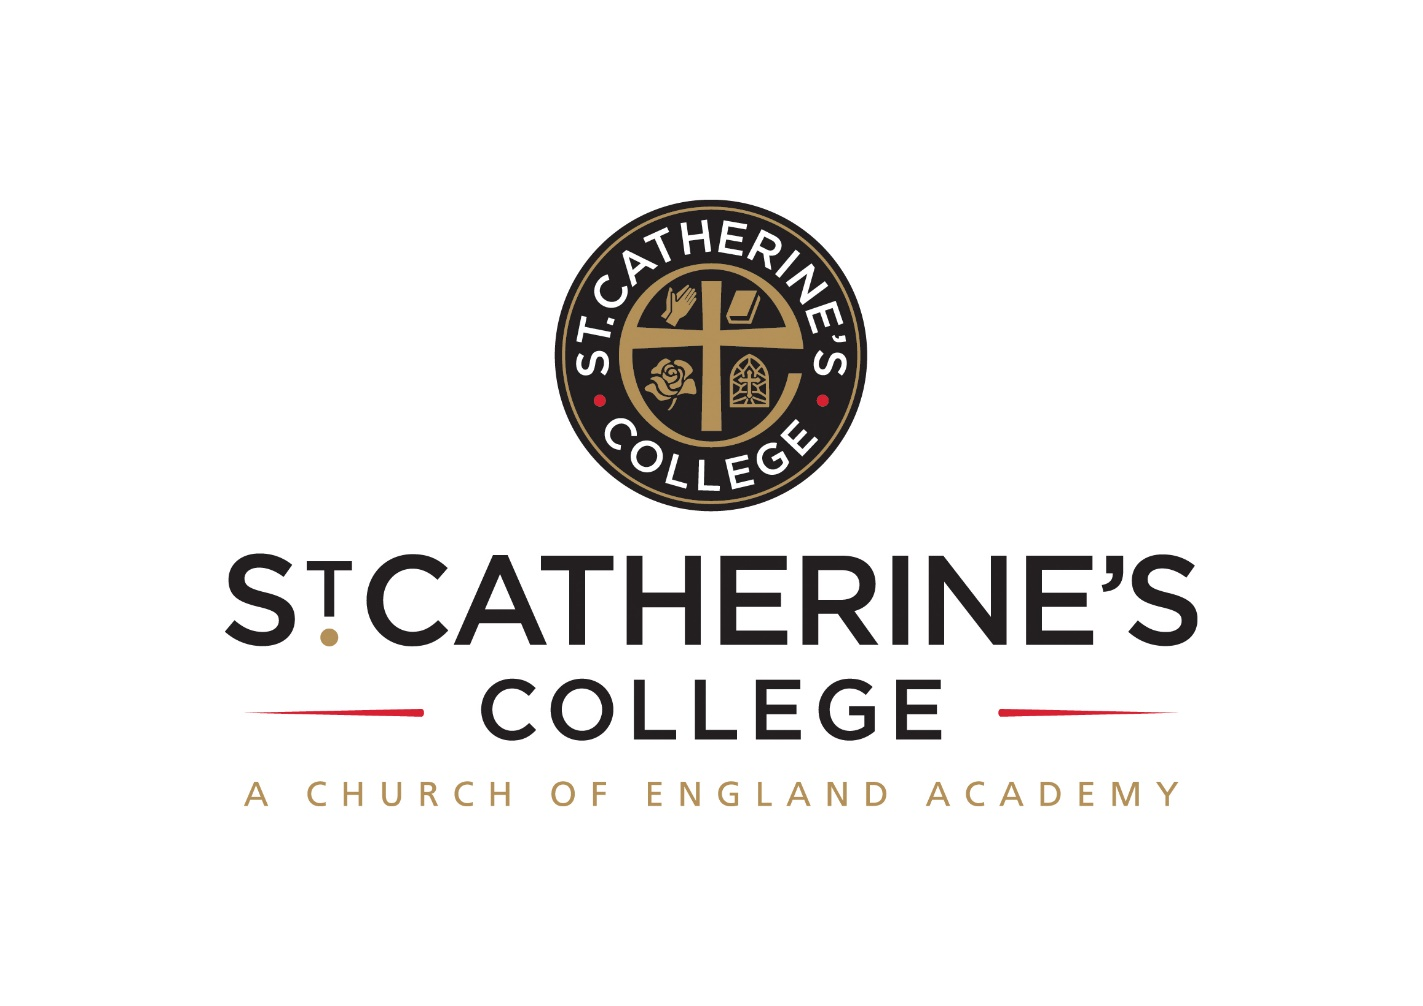 ST. CATHERINE'S
COLLEGE
ST. CATHERINE'S
COLLEGE
A CHURCH OF ENGLAND ACADEMY